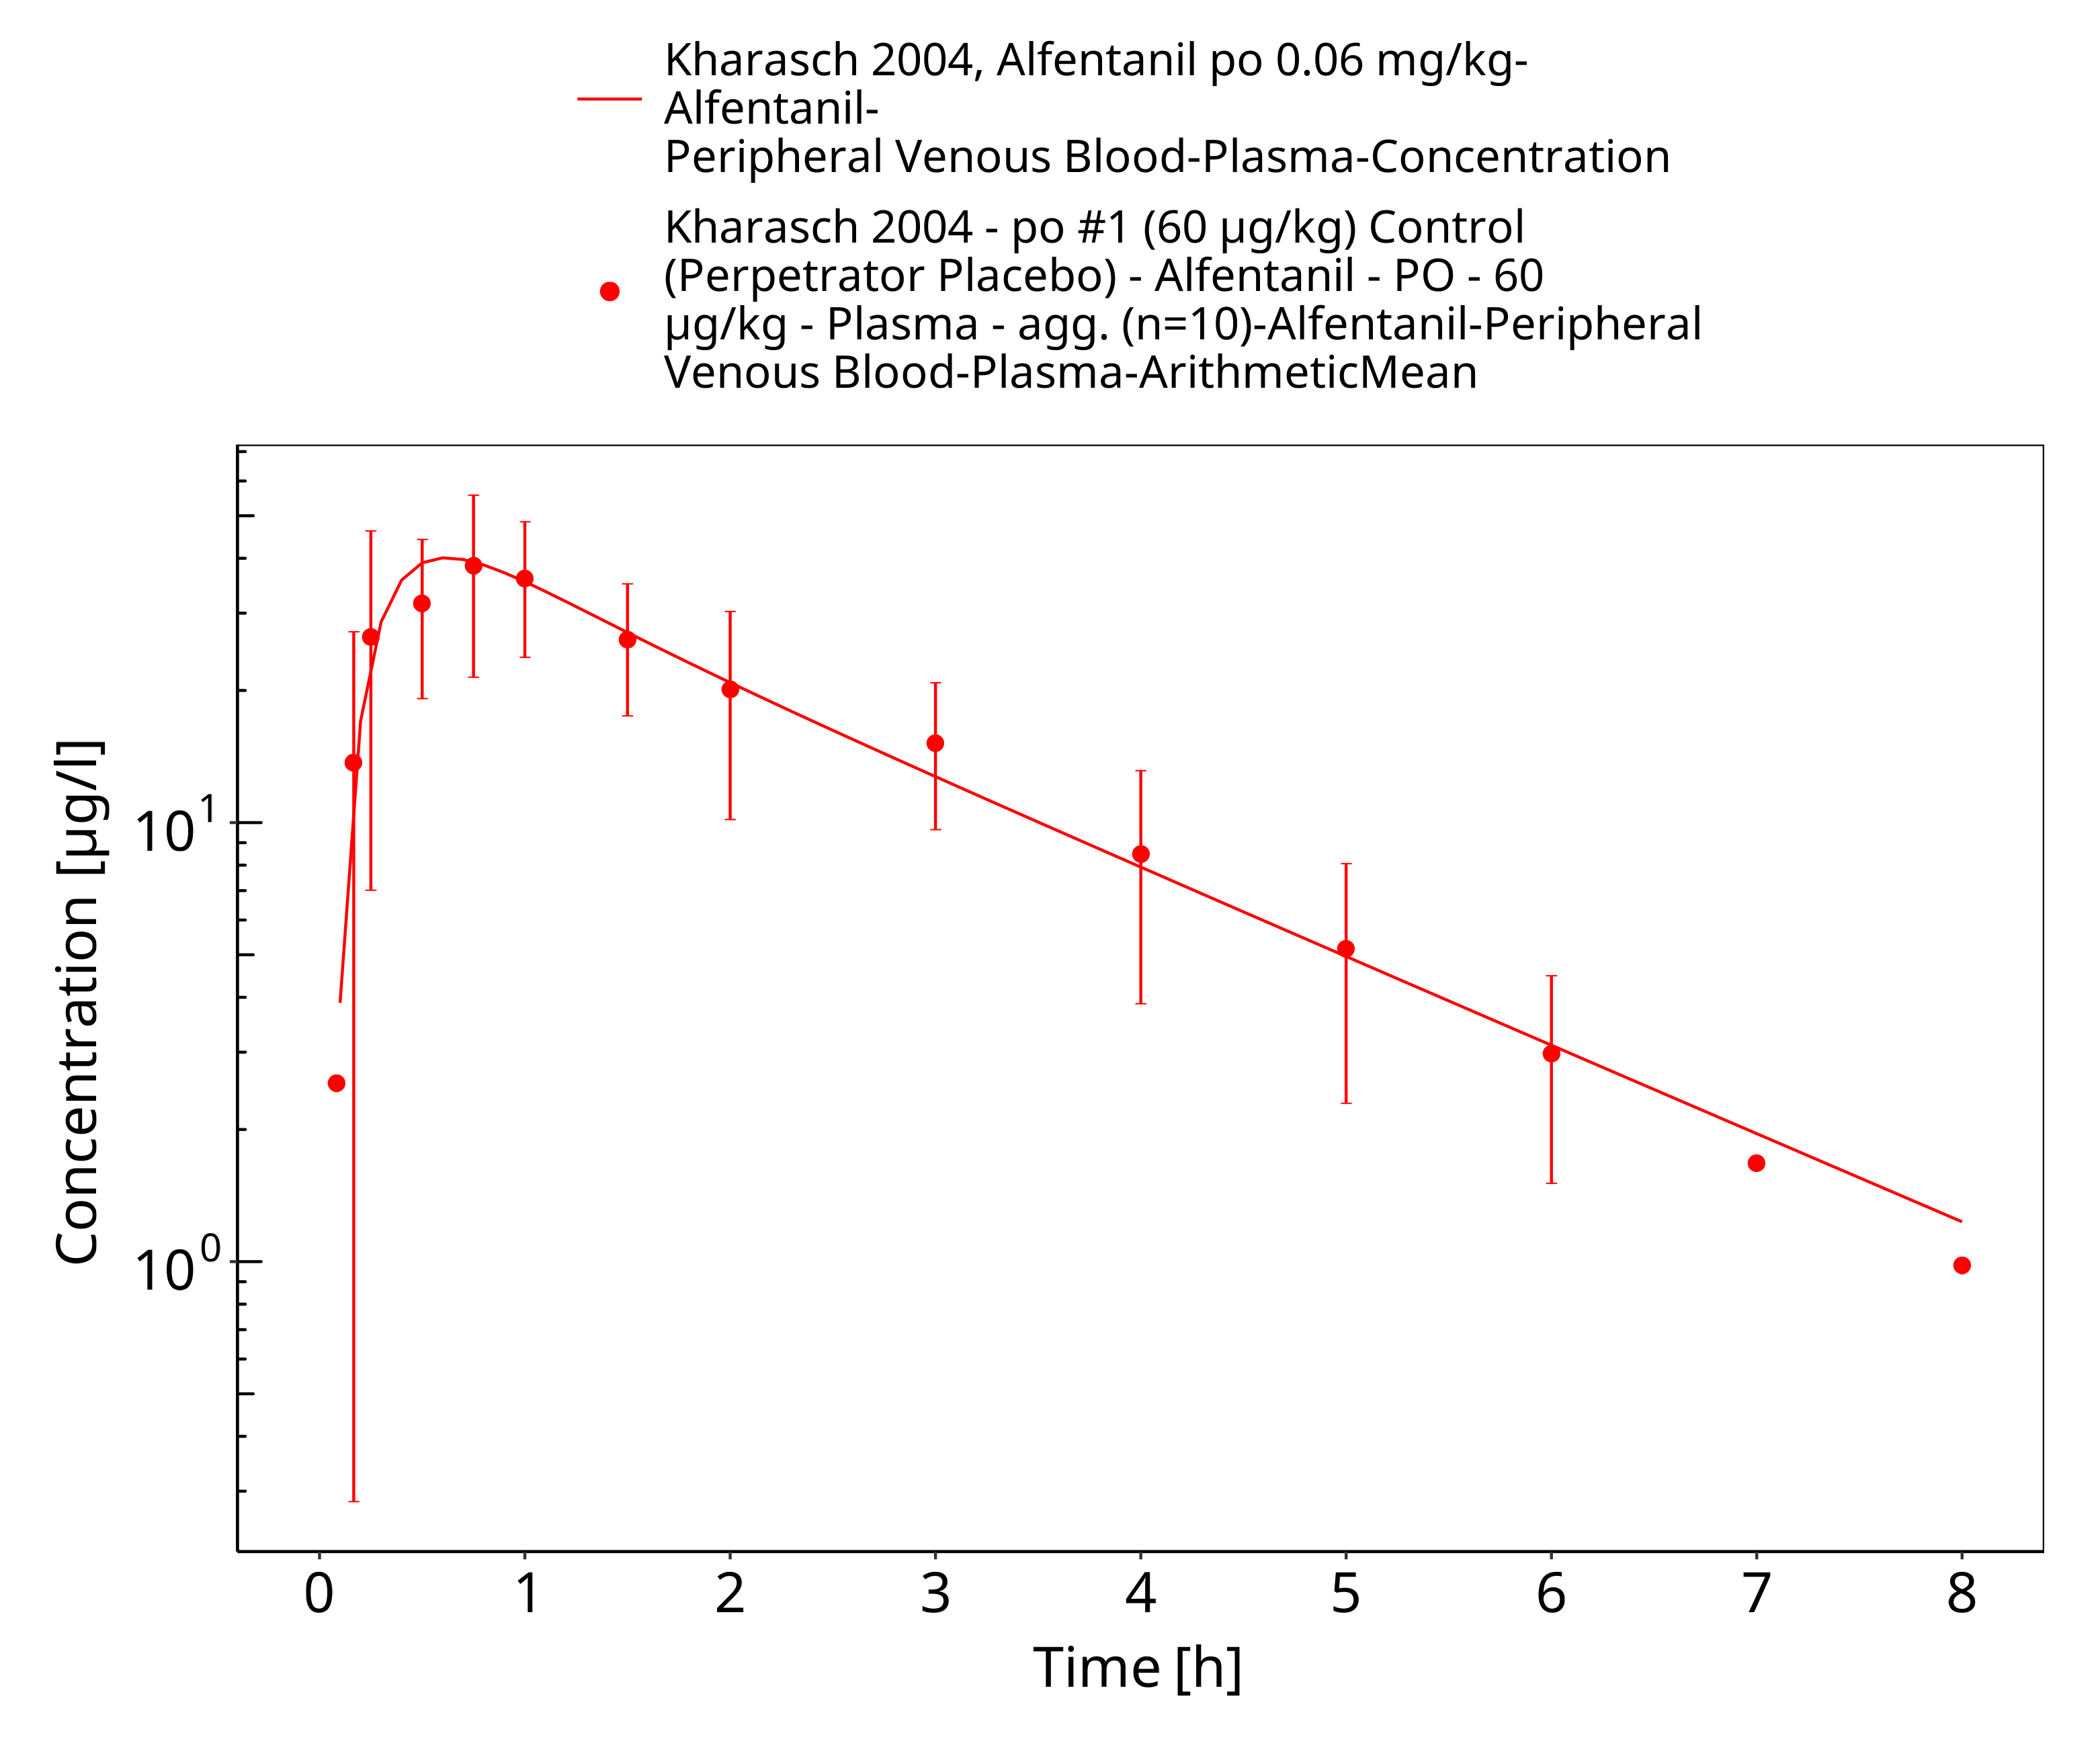 Kharasch 2004, Alfentanil po 0.06 mg/kg-
Alfentanil-
Peripheral Venous Blood-Plasma-Concentration
Kharasch 2004 - po #1 (60 µg/kg) Control
(Perpetrator Placebo) - Alfentanil - PO - 60
µg/kg - Plasma - agg. (n=10)-Alfentanil-Peripheral
Venous Blood-Plasma-ArithmeticMean
Concentration [µg/l]
10¹
10⁰
0 1 2 3 4 5 6 7 8
Time [h]